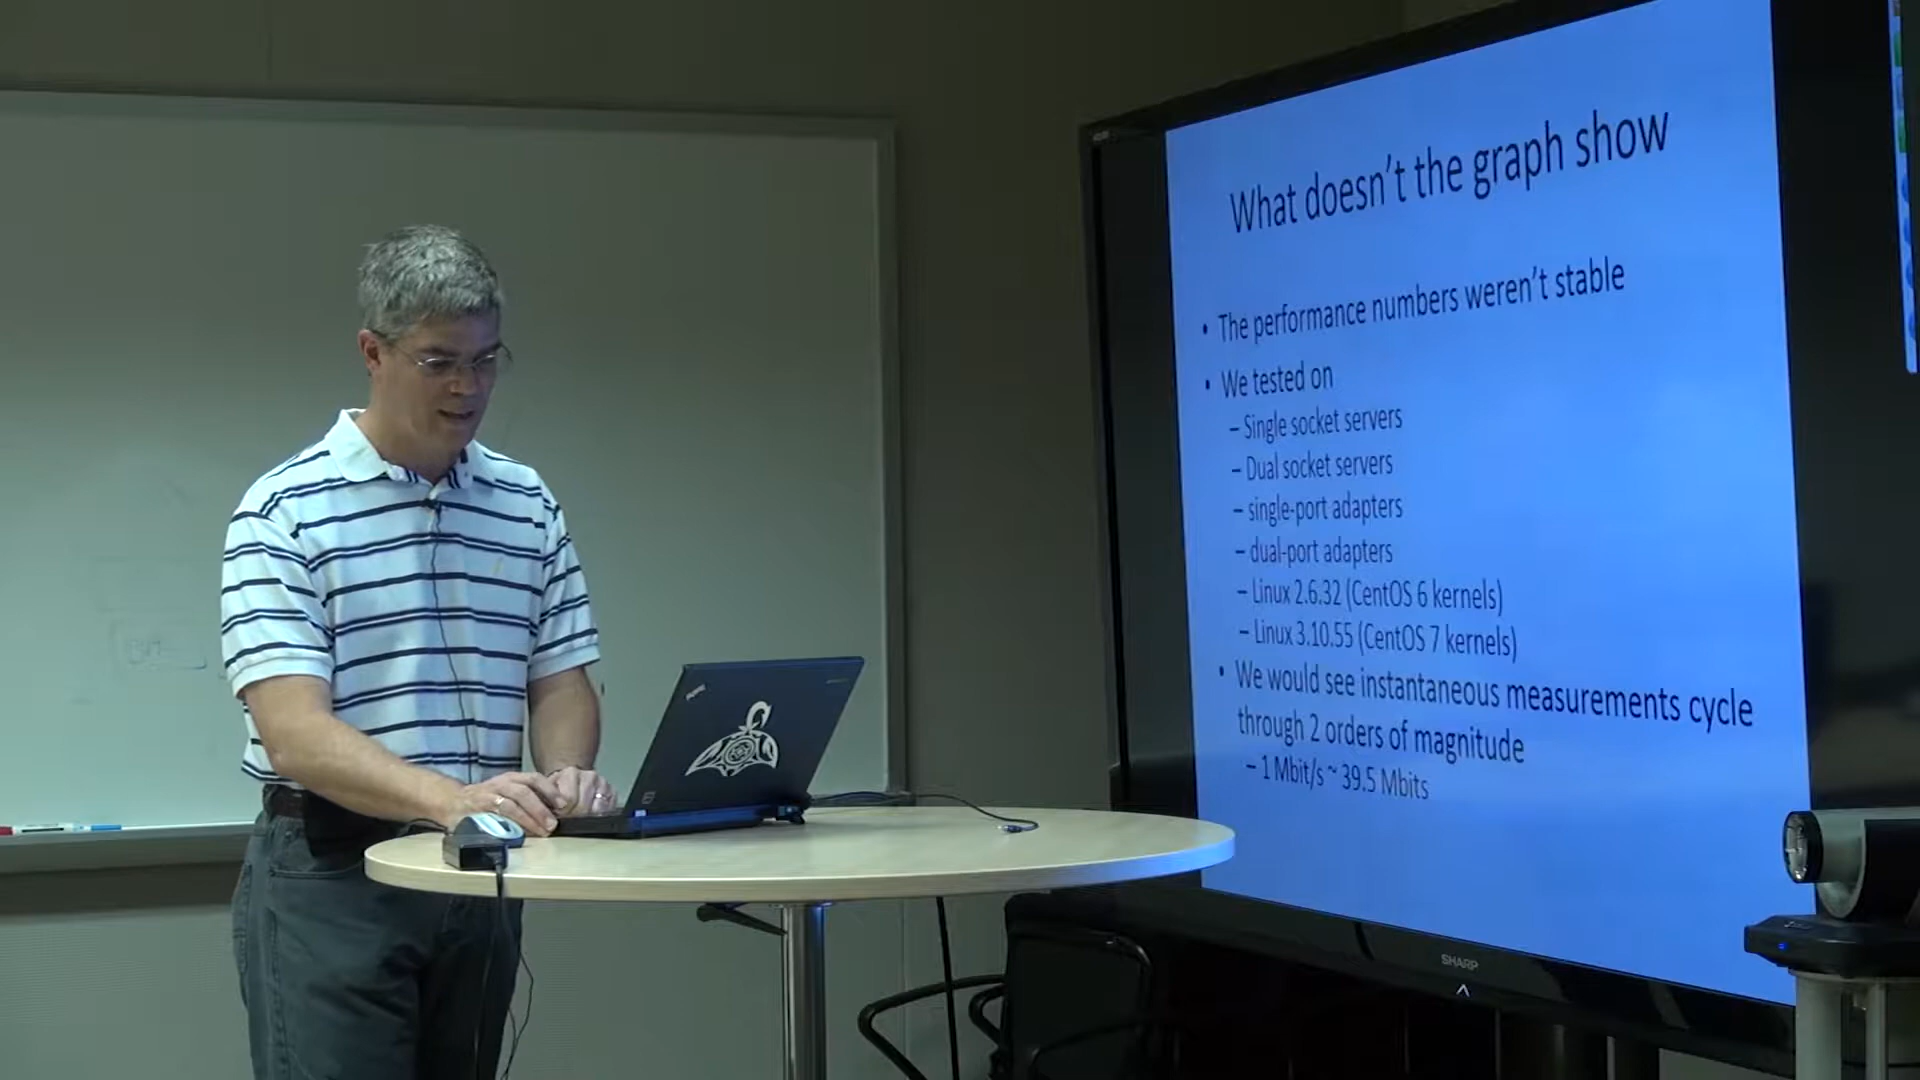 What doesn't the graph show
• The performance numbers weren't stable
• We tested on
– Single socket servers
– Dual socket servers
– single-port adapters
– dual-port adapters
– Linux 2.6.32 (CentOS 6 kernels)
– Linux 3.10.55 (CentOS 7 kernels)
• We would see instantaneous measurements cycle
through 2 orders of magnitude
– 1 Mbit/s ~ 39.5 Mbits
SHARP